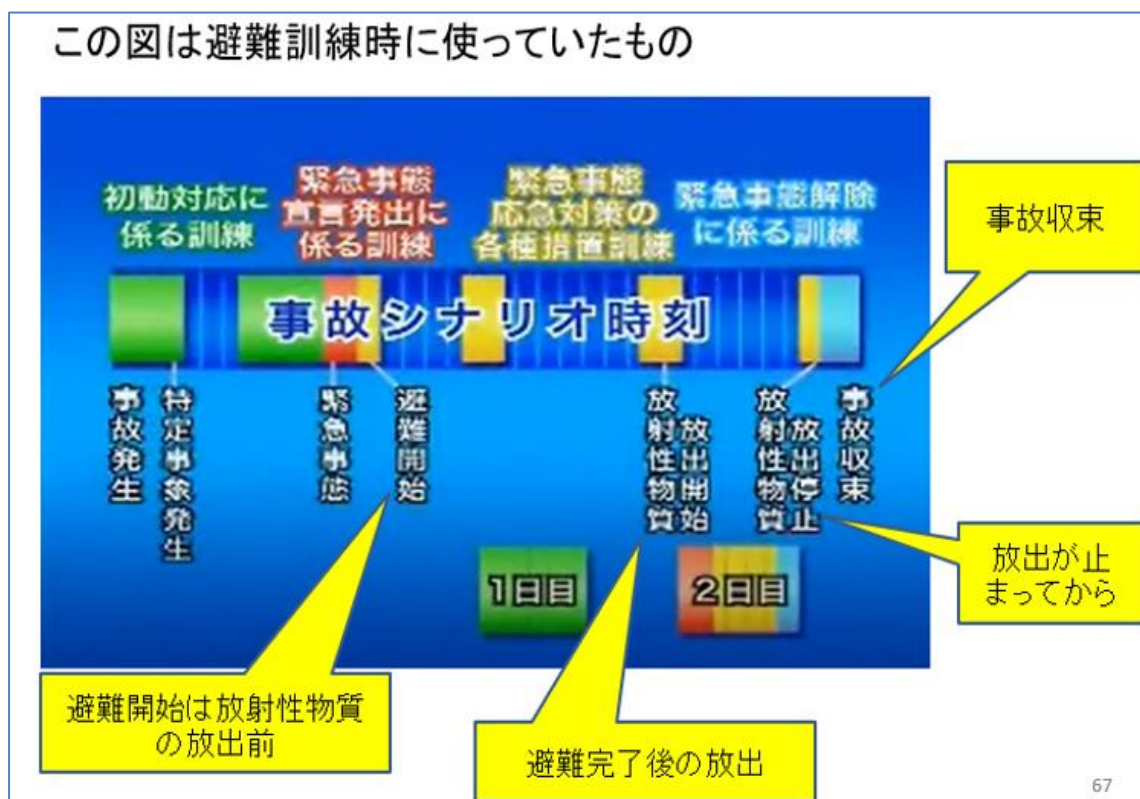 この図は避難訓練時に使っていたもの
初動対応に
係る訓練
緊急事態
宣言発出に
係る訓練
緊急事態
応急対策の
各種措置訓練
緊急事態解除
に係る訓練
事故シナリオ時刻
事故発生
特定事象発生
緊急事態
避難開始
放射性物質
放出開始
放射性物質
放出停止
事故収束
1日目
2日目
事故収束
放出が止
まってから
避難開始は放射性物質
の放出前
避難完了後の放出
67